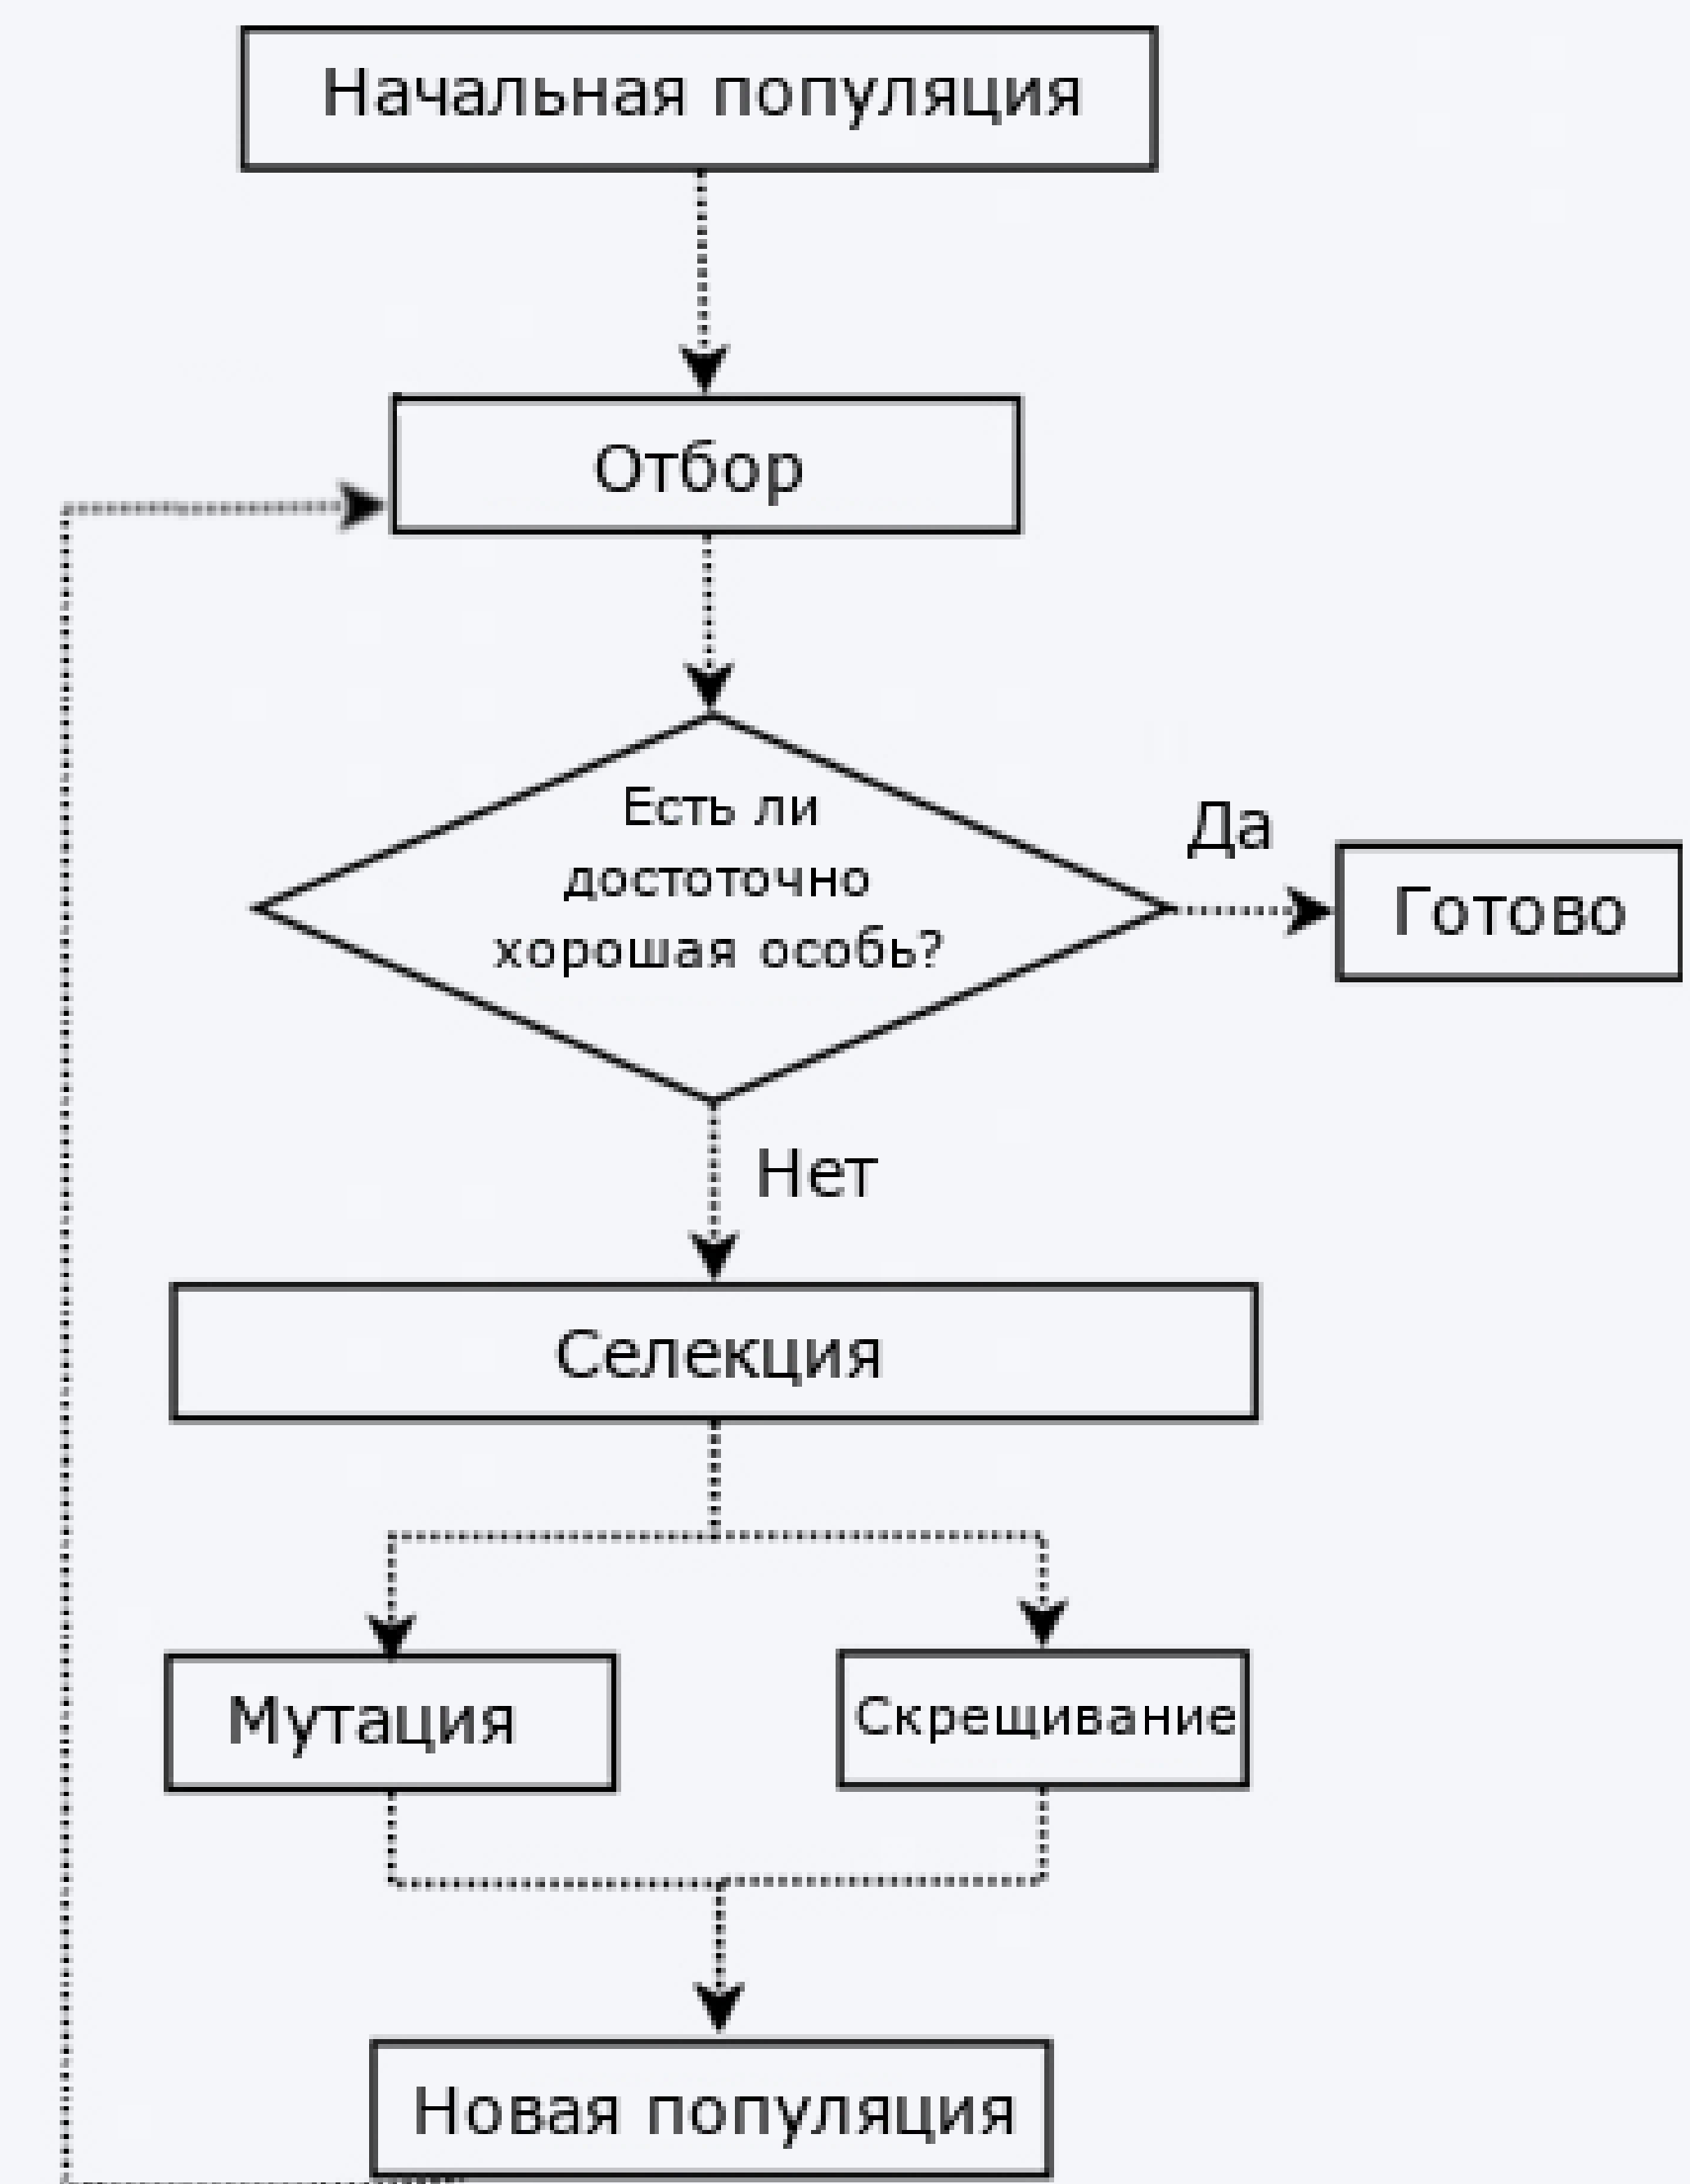 Начальная популяция
Отбор
Есть ли
достоточно
хорошая особь?
Да
Готово
Нет
Селекция
Мутация
Скрещивание
Новая популяция